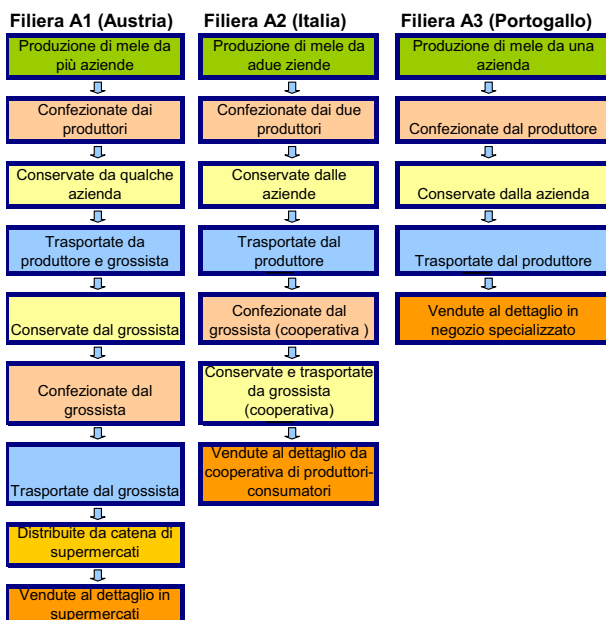 Filiera A1 (Austria)
Produzione di mele da
più aziende
Confezionate dai
produttori
Conservate da qualche
azienda
Trasportate da
produttore e grossista
Conservate dal grossista
Confezionate dal
grossista
Trasportate dal grossista
Distribuite da catena di
supermercati
Vendute al dettaglio in
supermercati
Filiera A2 (Italia)
Produzione di mele da
adue ziende
Confezionate dai due
produttori
Conservate dalle
aziende
Trasportate dal
produttore
Confezionate dal
grossista (cooperativa )
Conservate e trasportate
da grossista
(cooperativa)
Vendute al dettaglio da
cooperativa di produttori-
consumatori
Filiera A3 (Portogallo)
Produzione di mele da una
azienda
Confezionate dal produttore
Conservate dalla azienda
Trasportate dal produttore
Vendute al dettaglio in
negozio specializzato